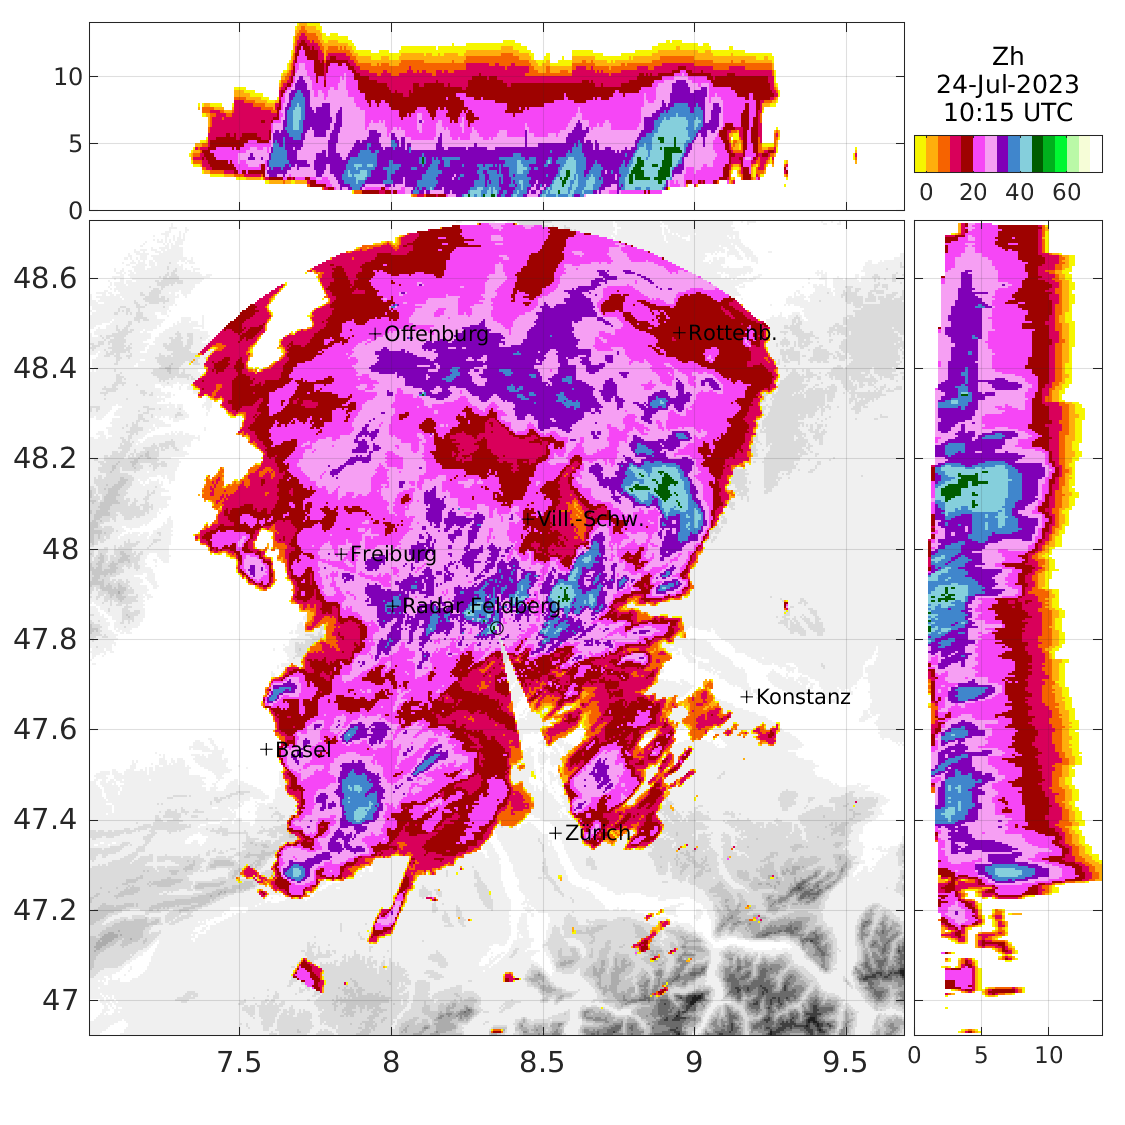 10
5
0
Zh
24-Jul-2023
10:15 UTC
0 20 40 60
48.6
48.4
48.2
48
47.8
47.6
47.4
47.2
47
+Offenburg
+Rottenb.
+Vill.-Schw.
+Freiburg
+Radar Feldberg
+Konstanz
+Basel
+Zurich
7.5 8 8.5 9 9.5
0 5 10